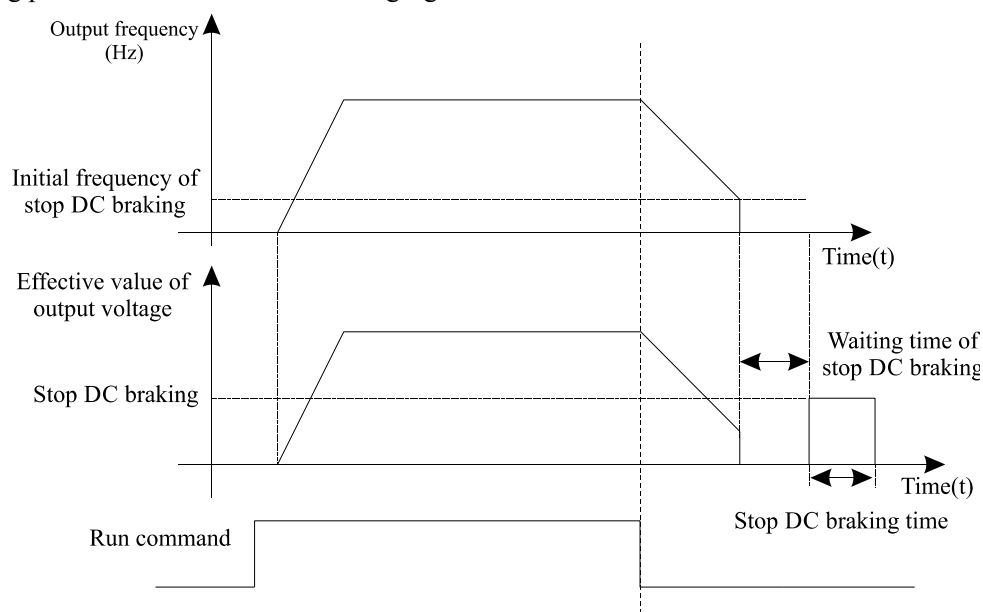 Output frequency
(Hz)
Initial frequency of
stop DC braking
Time(t)
Effective value of
output voltage
Waiting time of
stop DC braking
Stop DC braking
Time(t)
Stop DC braking time
Run command